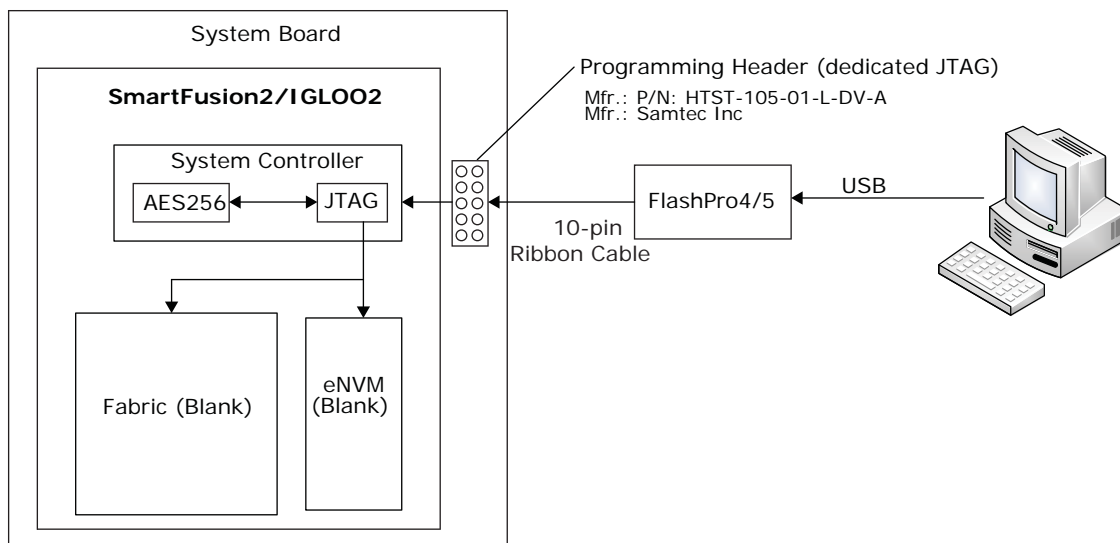 System Board
SmartFusion2/IGLOO2
System Controller
AES256
JTAG
Fabric (Blank)
eNVM
(Blank)
Programming Header (dedicated JTAG)
Mfr.: P/N: HTST-105-01-L-DV-A
Mfr.: Samtec Inc
10-pin
Ribbon Cable
FlashPro4/5
USB